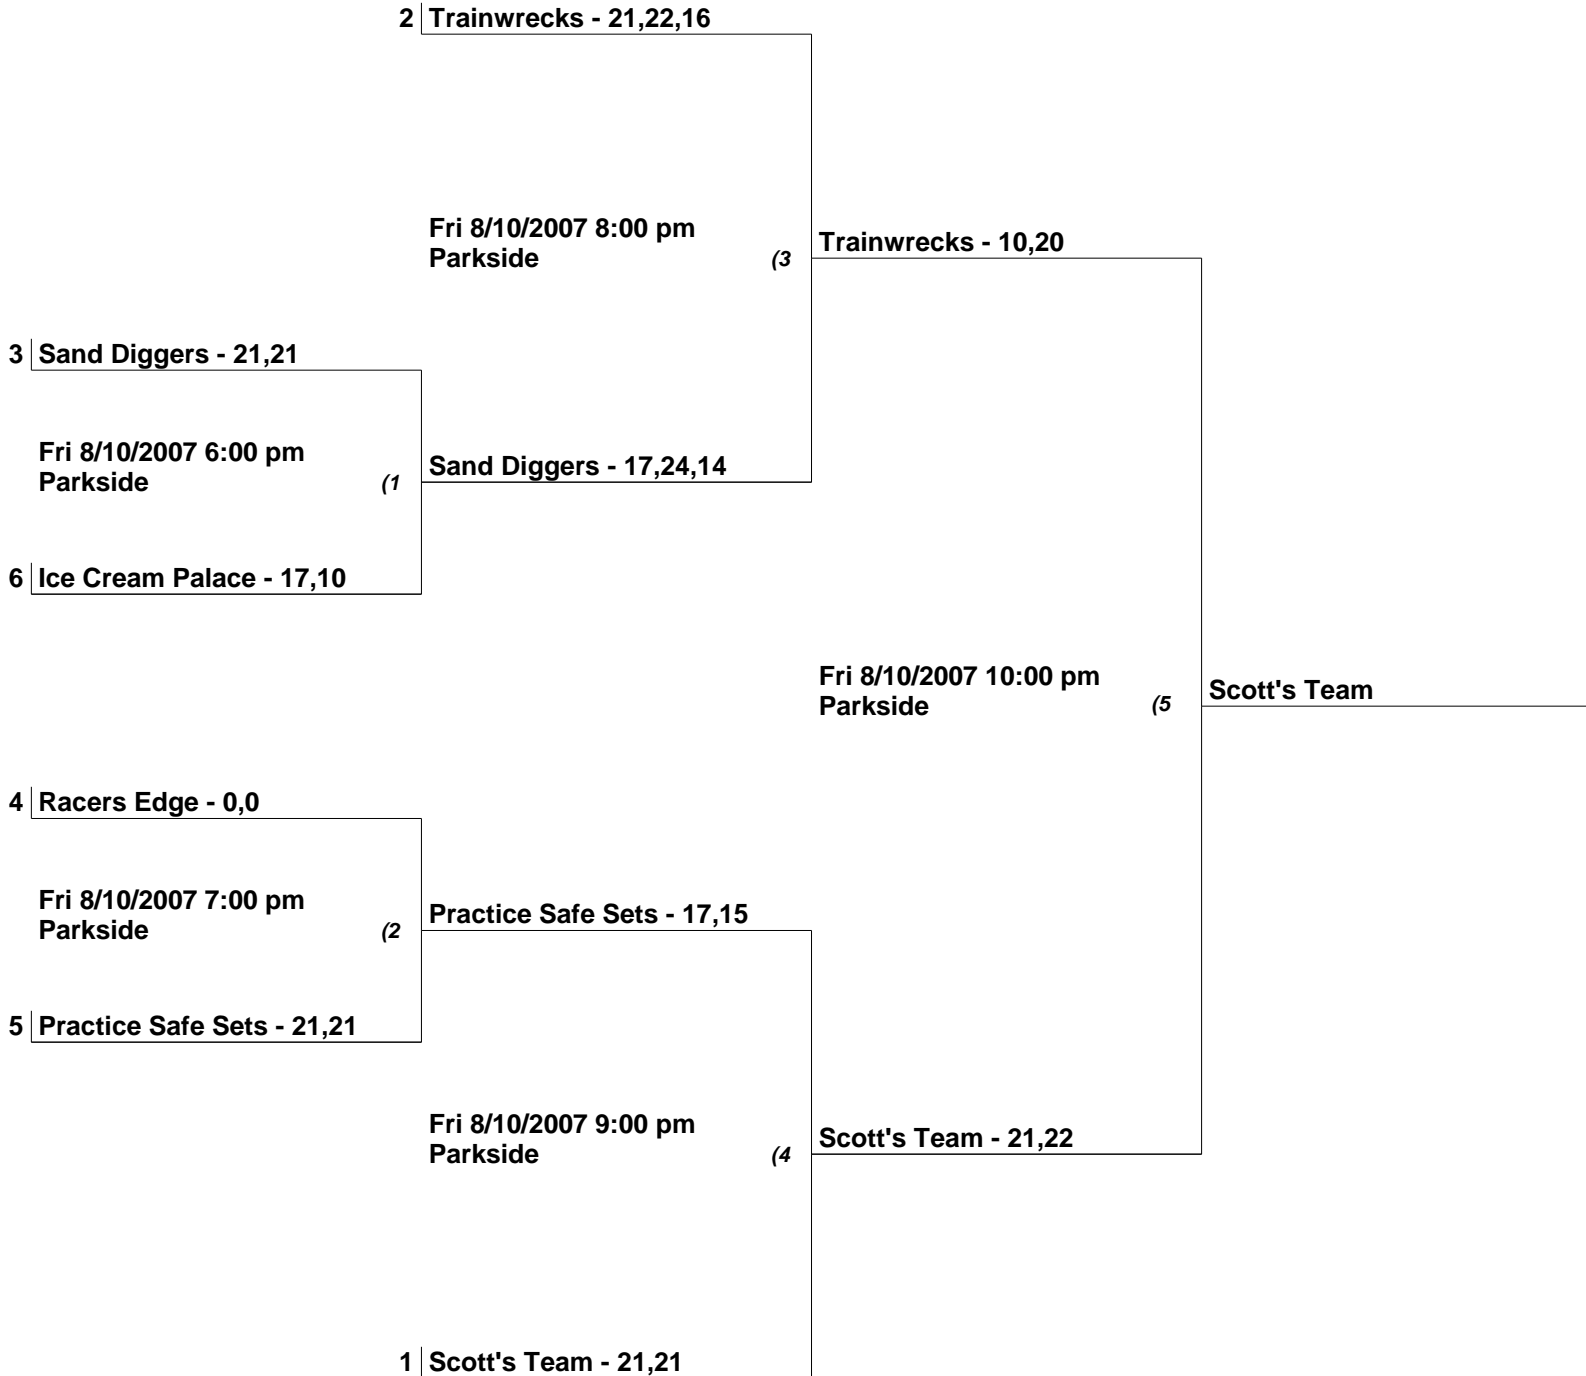 2 Trainwrecks - 21,22,16
Fri 8/10/2007 8:00 pm
Parkside (3
Trainwrecks - 10,20
3 Sand Diggers - 21,21
Fri 8/10/2007 6:00 pm
Parkside (1
Sand Diggers - 17,24,14
6 Ice Cream Palace - 17,10
Fri 8/10/2007 10:00 pm
Parkside (5
Scott's Team
4 Racers Edge - 0,0
Fri 8/10/2007 7:00 pm
Parkside (2
Practice Safe Sets - 17,15
5 Practice Safe Sets - 21,21
Fri 8/10/2007 9:00 pm
Parkside (4
Scott's Team - 21,22
1 Scott's Team - 21,21